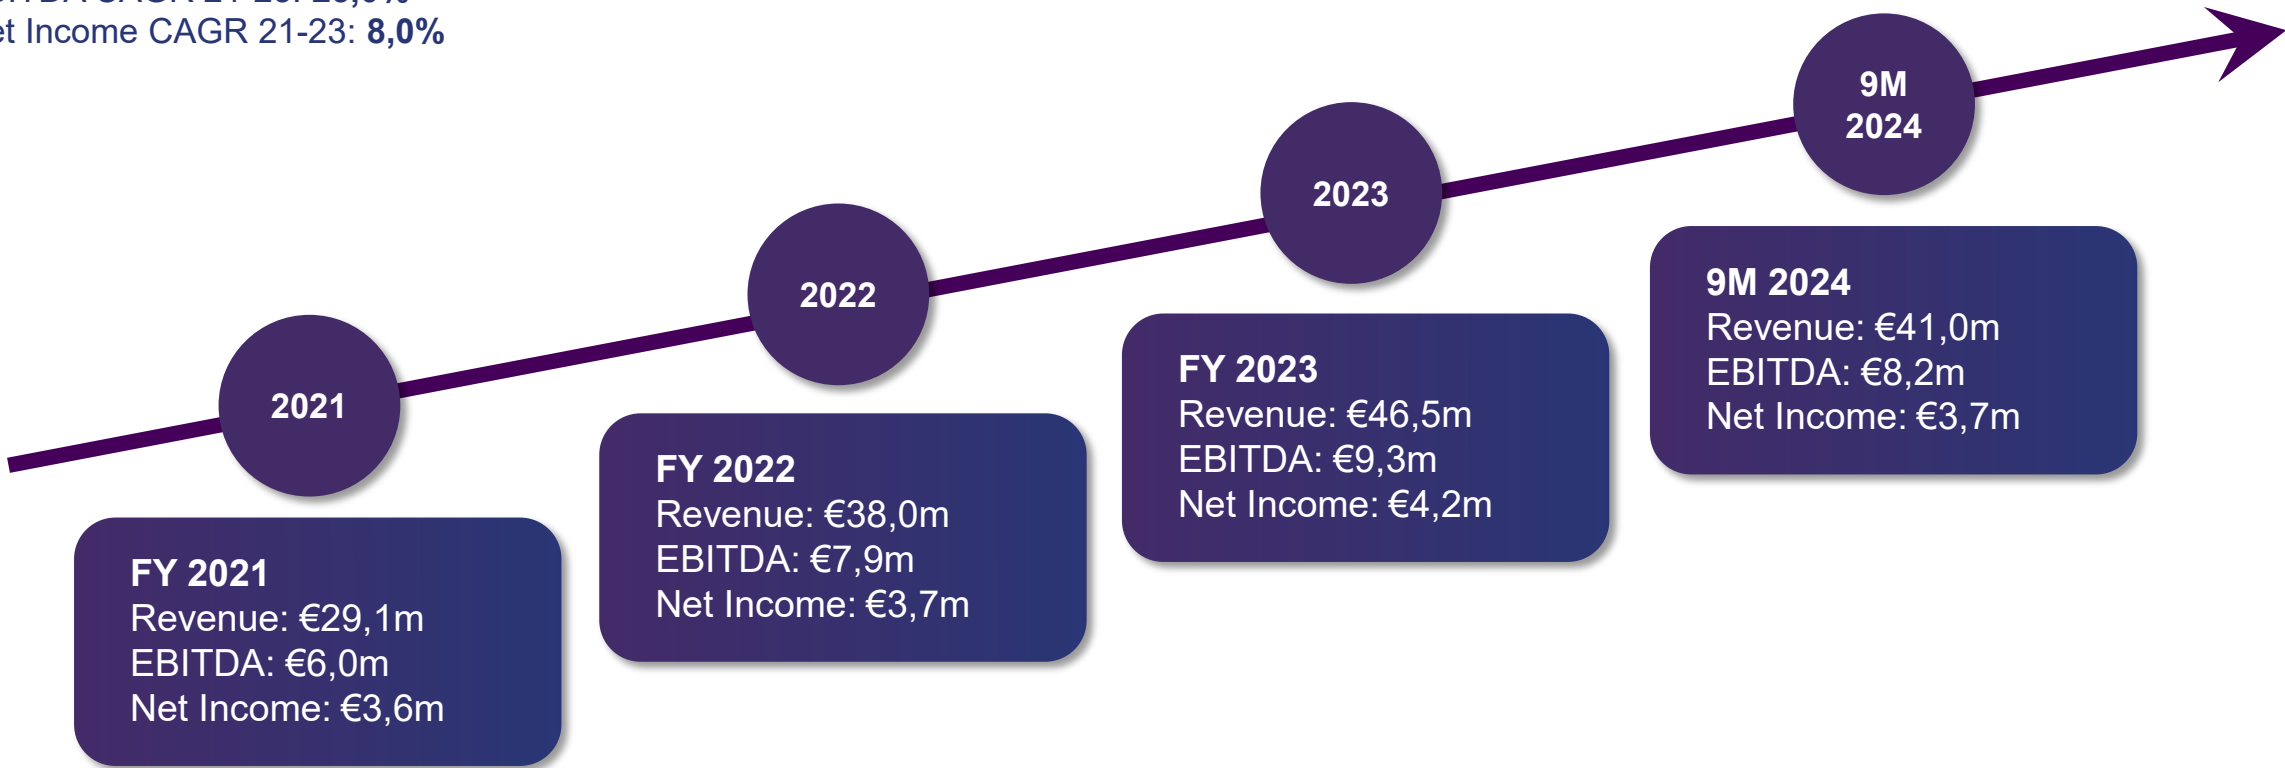 Net Income CAGR 21-23: 8,0%
9M
2024
2023
2022
2021
9M 2024
Revenue: €41,0m
EBITDA: €8,2m
Net Income: €3,7m
FY 2023
Revenue: €46,5m
EBITDA: €9,3m
Net Income: €4,2m
FY 2022
Revenue: €38,0m
EBITDA: €7,9m
Net Income: €3,7m
FY 2021
Revenue: €29,1m
EBITDA: €6,0m
Net Income: €3,6m